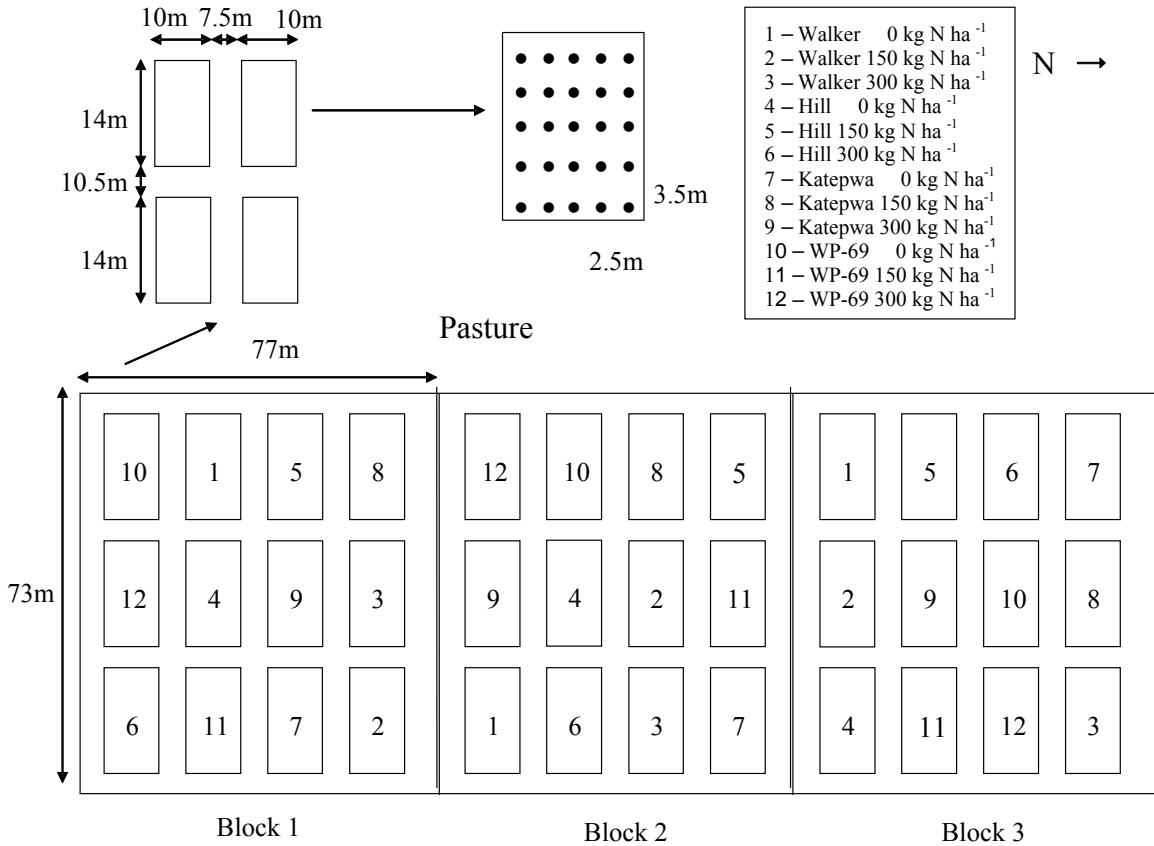 10m 7.5m 10m
14m
10.5m
14m
3.5m
2.5m
1 – Walker 0 kg N ha -1
2 – Walker 150 kg N ha -1
3 – Walker 300 kg N ha -1
4 – Hill 0 kg N ha -1
5 – Hill 150 kg N ha -1
6 – Hill 300 kg N ha -1
7 – Katepwa 0 kg N ha-1
8 – Katepwa 150 kg N ha-1
9 – Katepwa 300 kg N ha-1
10 – WP-69 0 kg N ha -1
11 – WP-69 150 kg N ha -1
12 – WP-69 300 kg N ha -1
N →
Pasture
77m
73m
10 1 5 8 12 10 8 5 1 5 6 7
12 4 9 3 9 4 2 11 2 9 10 8
6 11 7 2 1 6 3 7 4 11 12 3
Block 1 Block 2 Block 3